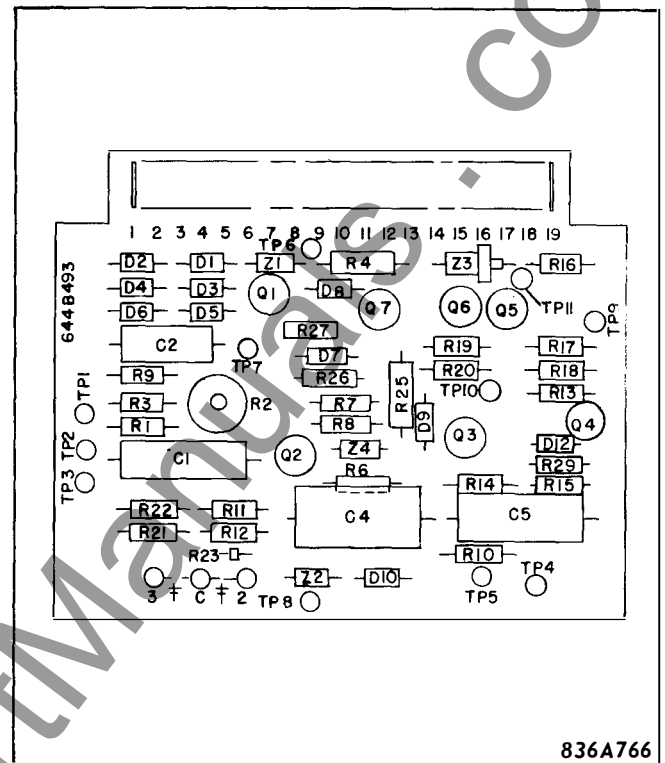 1 2 3 4 5 6 7 8 9 10 11 12 13 14 15 16 17 18 19
TP6
D2 D1 Z1 R4 Z3 R16
D4 D3 Q1 D8 Q7 Q6 Q5 TP11
D6 D5 TP9
644B493
R27
C2 TP7 D7 R19 R17
R9 R26 R20 R18
TP10 R13
TP1 R3 R2 R7 R25 D9
R1 R8 Q3 Q4
TP2 C1 Q2 Z4 D12
TP3 R6 R29
R14 R15
R22 R11 C4 C5
R21 R12
R23 R10
3 C 2 Z2 D10 TP5 TP4
TP8
836A766
tManuals . co